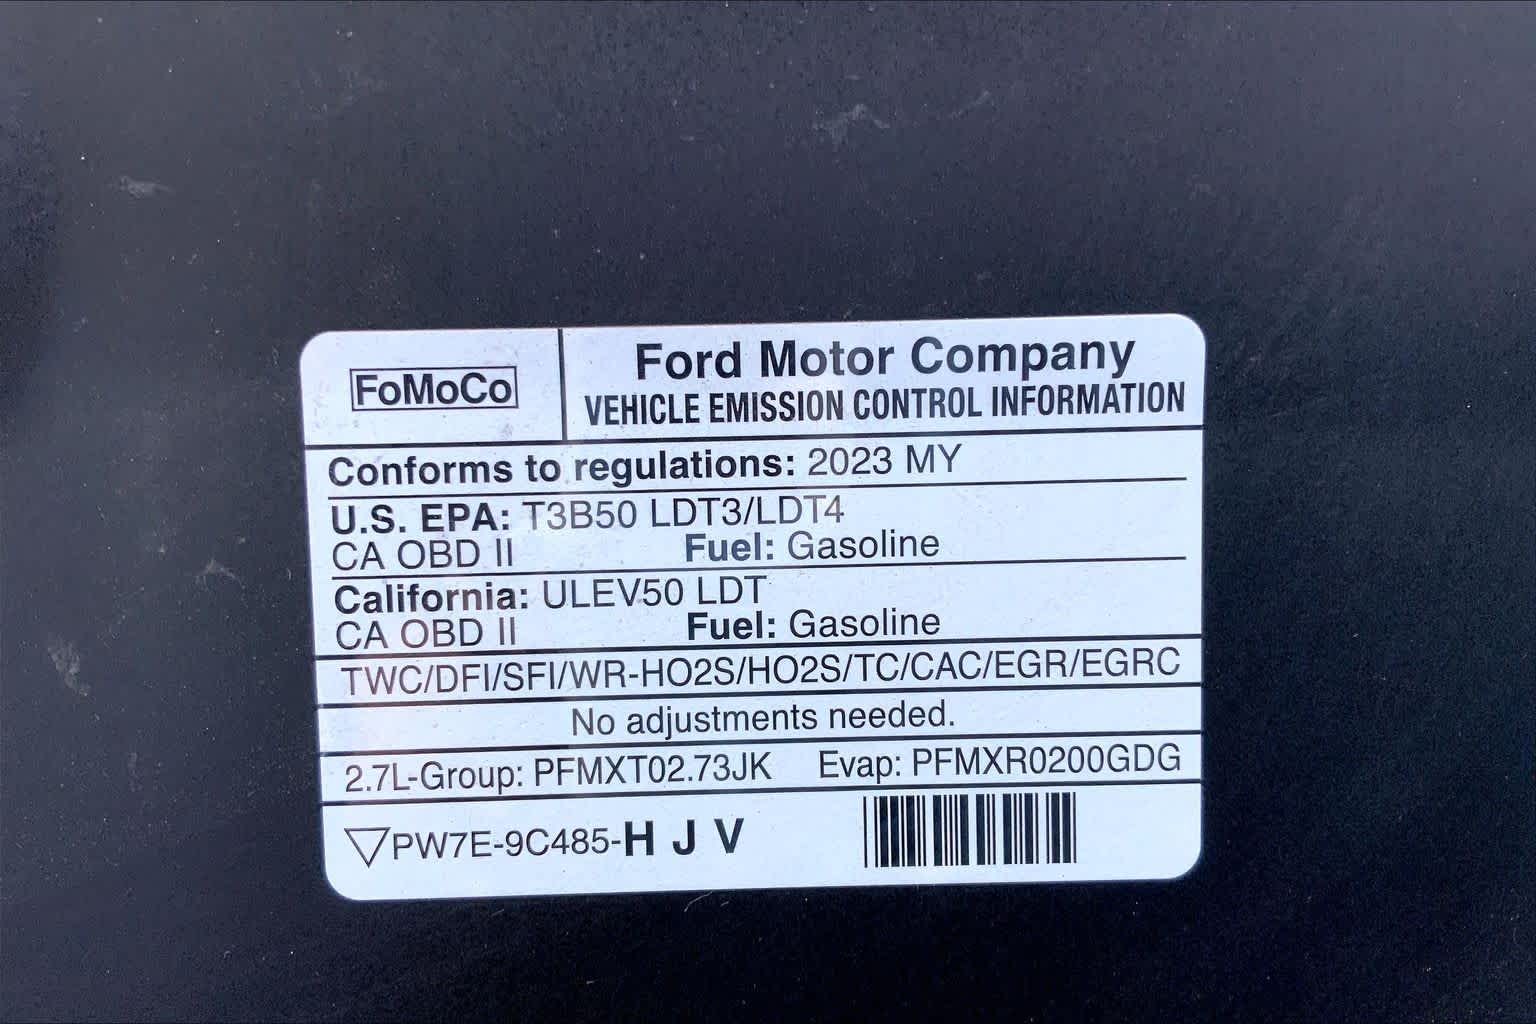 FoMoCo
Ford Motor Company
VEHICLE EMISSION CONTROL INFORMATION
Conforms to regulations: 2023 MY
U.S. EPA: T3B50 LDT3/LDT4
CA OBD II Fuel: Gasoline
California: ULEV50 LDT
CA OBD II Fuel: Gasoline
TWC/DFI/SFI/WR-HO2S/HO2S/TC/CAC/EGR/EGRC
No adjustments needed.
2.7L-Group: PFMXT02.73JK Evap: PFMXR0200GDG
PW7E-9C485-H J V